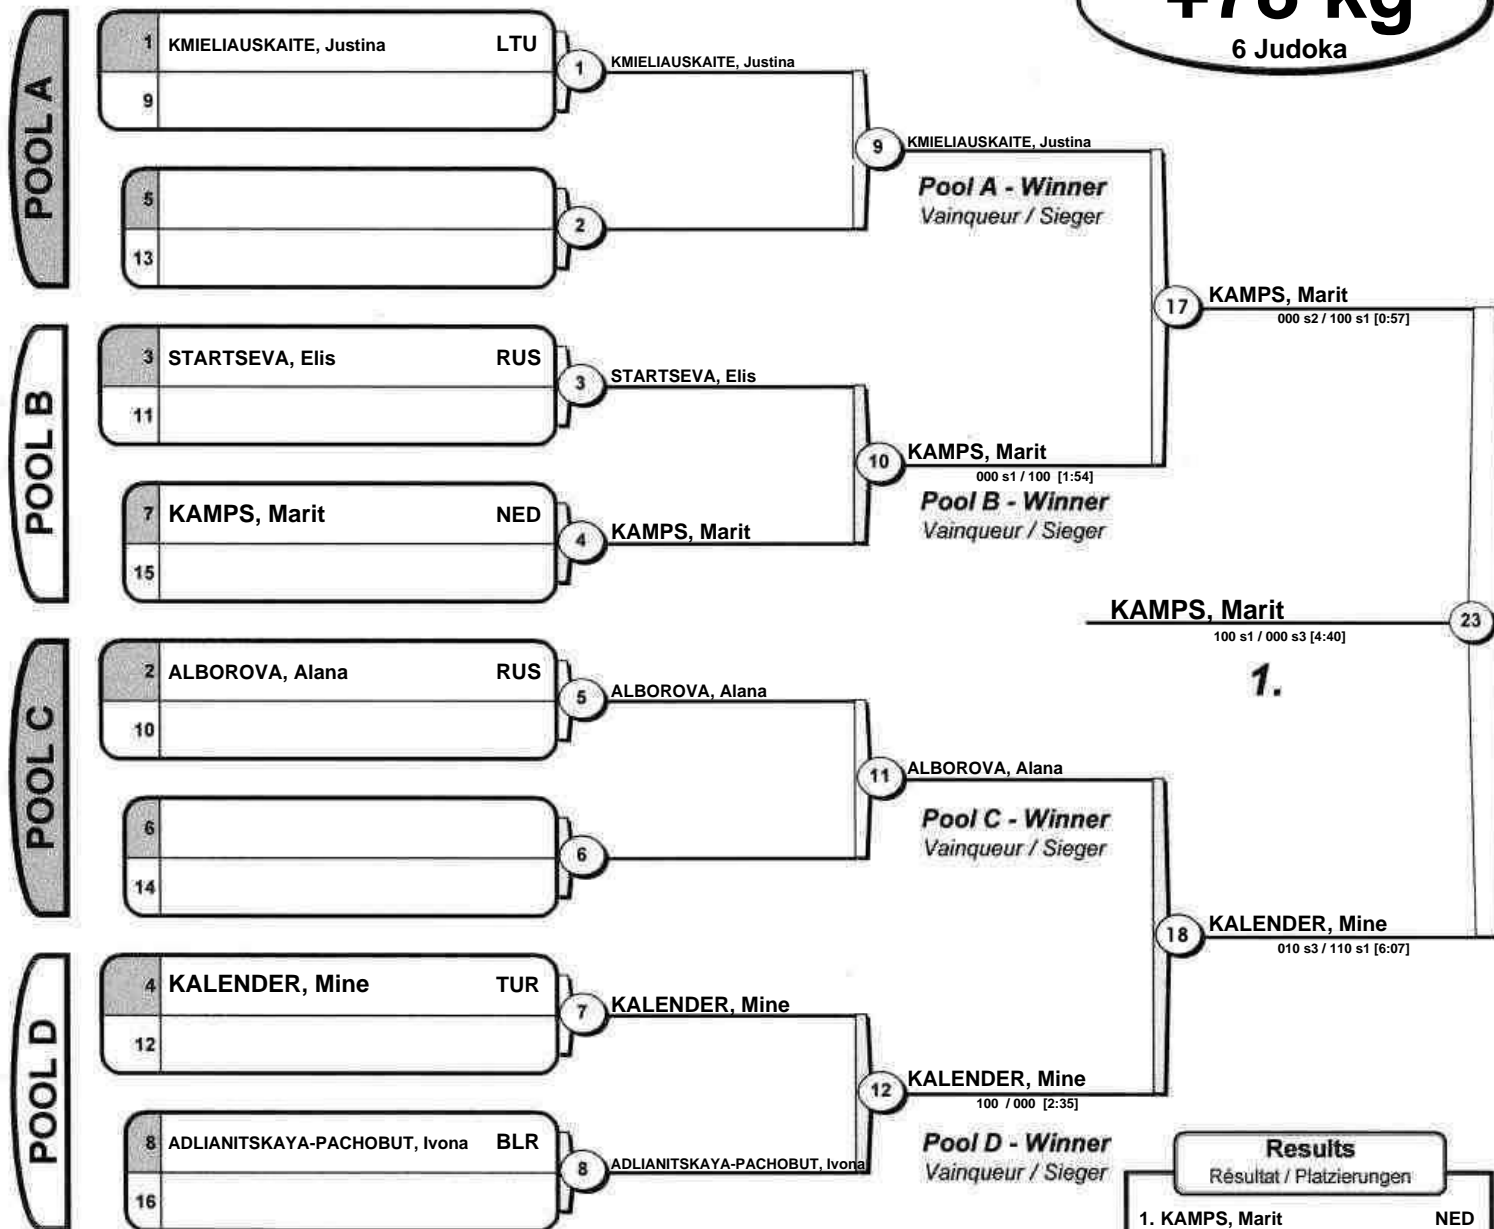 +78 kg
6 Judoka
POOL A
1 KMIELIAUSKAITE, Justina LTU
9
1 KMIELIAUSKAITE, Justina
5
13
2
9 KMIELIAUSKAITE, Justina
Pool A - Winner
Vainqueur / Sieger
POOL B
3 STARTSEVA, Elis RUS
11
3 STARTSEVA, Elis
7 KAMPS, Marit NED
15
4 KAMPS, Marit
10 KAMPS, Marit
000 s1 / 100 [1:54]
Pool B - Winner
Vainqueur / Sieger
17 KAMPS, Marit
000 s2 / 100 s1 [0:57]
KAMPS, Marit 23
100 s1 / 000 s3 [4:40]
1.
POOL C
2 ALBOROVA, Alana RUS
10
5 ALBOROVA, Alana
6
14
6
11 ALBOROVA, Alana
Pool C - Winner
Vainqueur / Sieger
18 KALENDER, Mine
010 s3 / 110 s1 [6:07]
POOL D
4 KALENDER, Mine TUR
12
7 KALENDER, Mine
8 ADLIANITSKAYA-PACHOBUT, Ivona BLR
16
8 ADLIANITSKAYA-PACHOBUT, Ivona
12 KALENDER, Mine
100 / 000 [2:35]
Pool D - Winner
Vainqueur / Sieger
Results
Résultat / Platzierungen
1. KAMPS, Marit NED